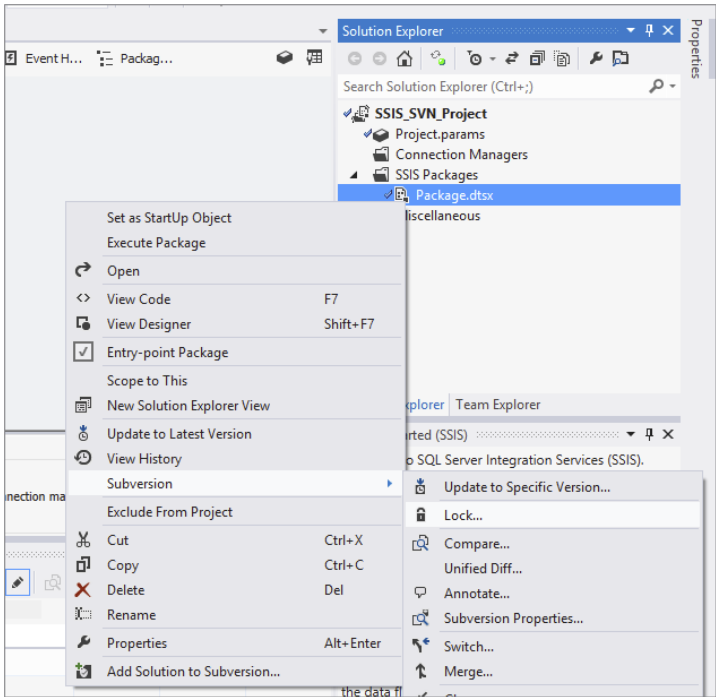 Solution Explorer
Properties
Event H...
Packag...
Search Solution Explorer (Ctrl+;)
SSIS_SVN_Project
Project.params
Connection Managers
SSIS Packages
Package.dtsx
liscellaneous
Set as StartUp Object
Execute Package
Open
View Code F7
View Designer Shift+F7
Entry-point Package
Scope to This
New Solution Explorer View
xplorer Team Explorer
Update to Latest Version
arted (SSIS)
View History
o SQL Server Integration Services (SSIS).
Subversion
Update to Specific Version...
nnection ma
Exclude From Project
Lock...
Cut Ctrl+X
Compare...
Copy Ctrl+C
Unified Diff...
Delete Del
Annotate...
Rename
Subversion Properties...
Properties Alt+Enter
Switch...
Add Solution to Subversion...
Merge...
the data fl